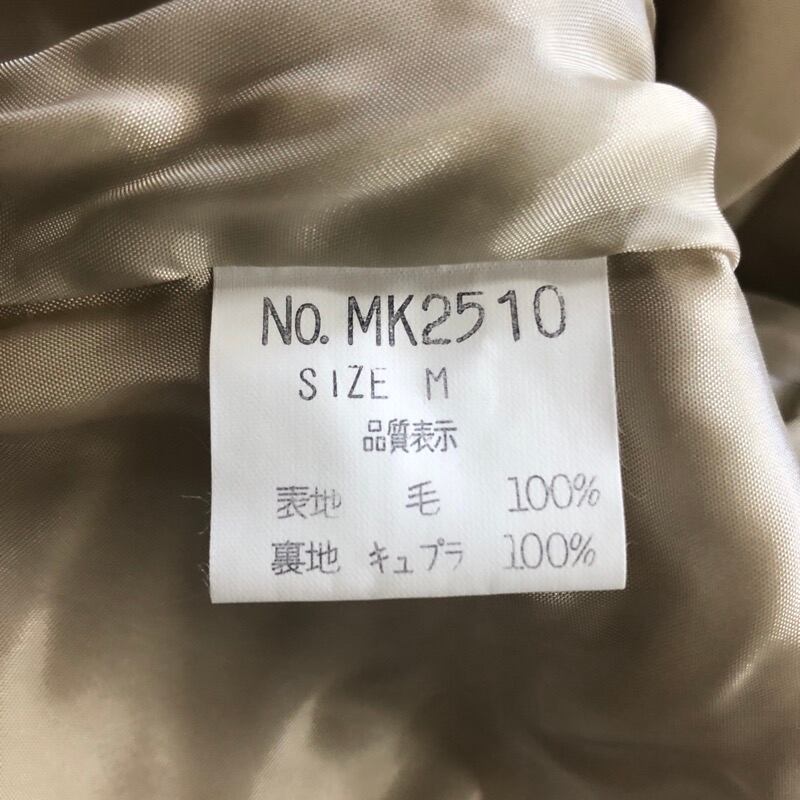 No. MK2510
SIZE M
品質表示
表地 毛 100%
裏地 キュプラ 100%